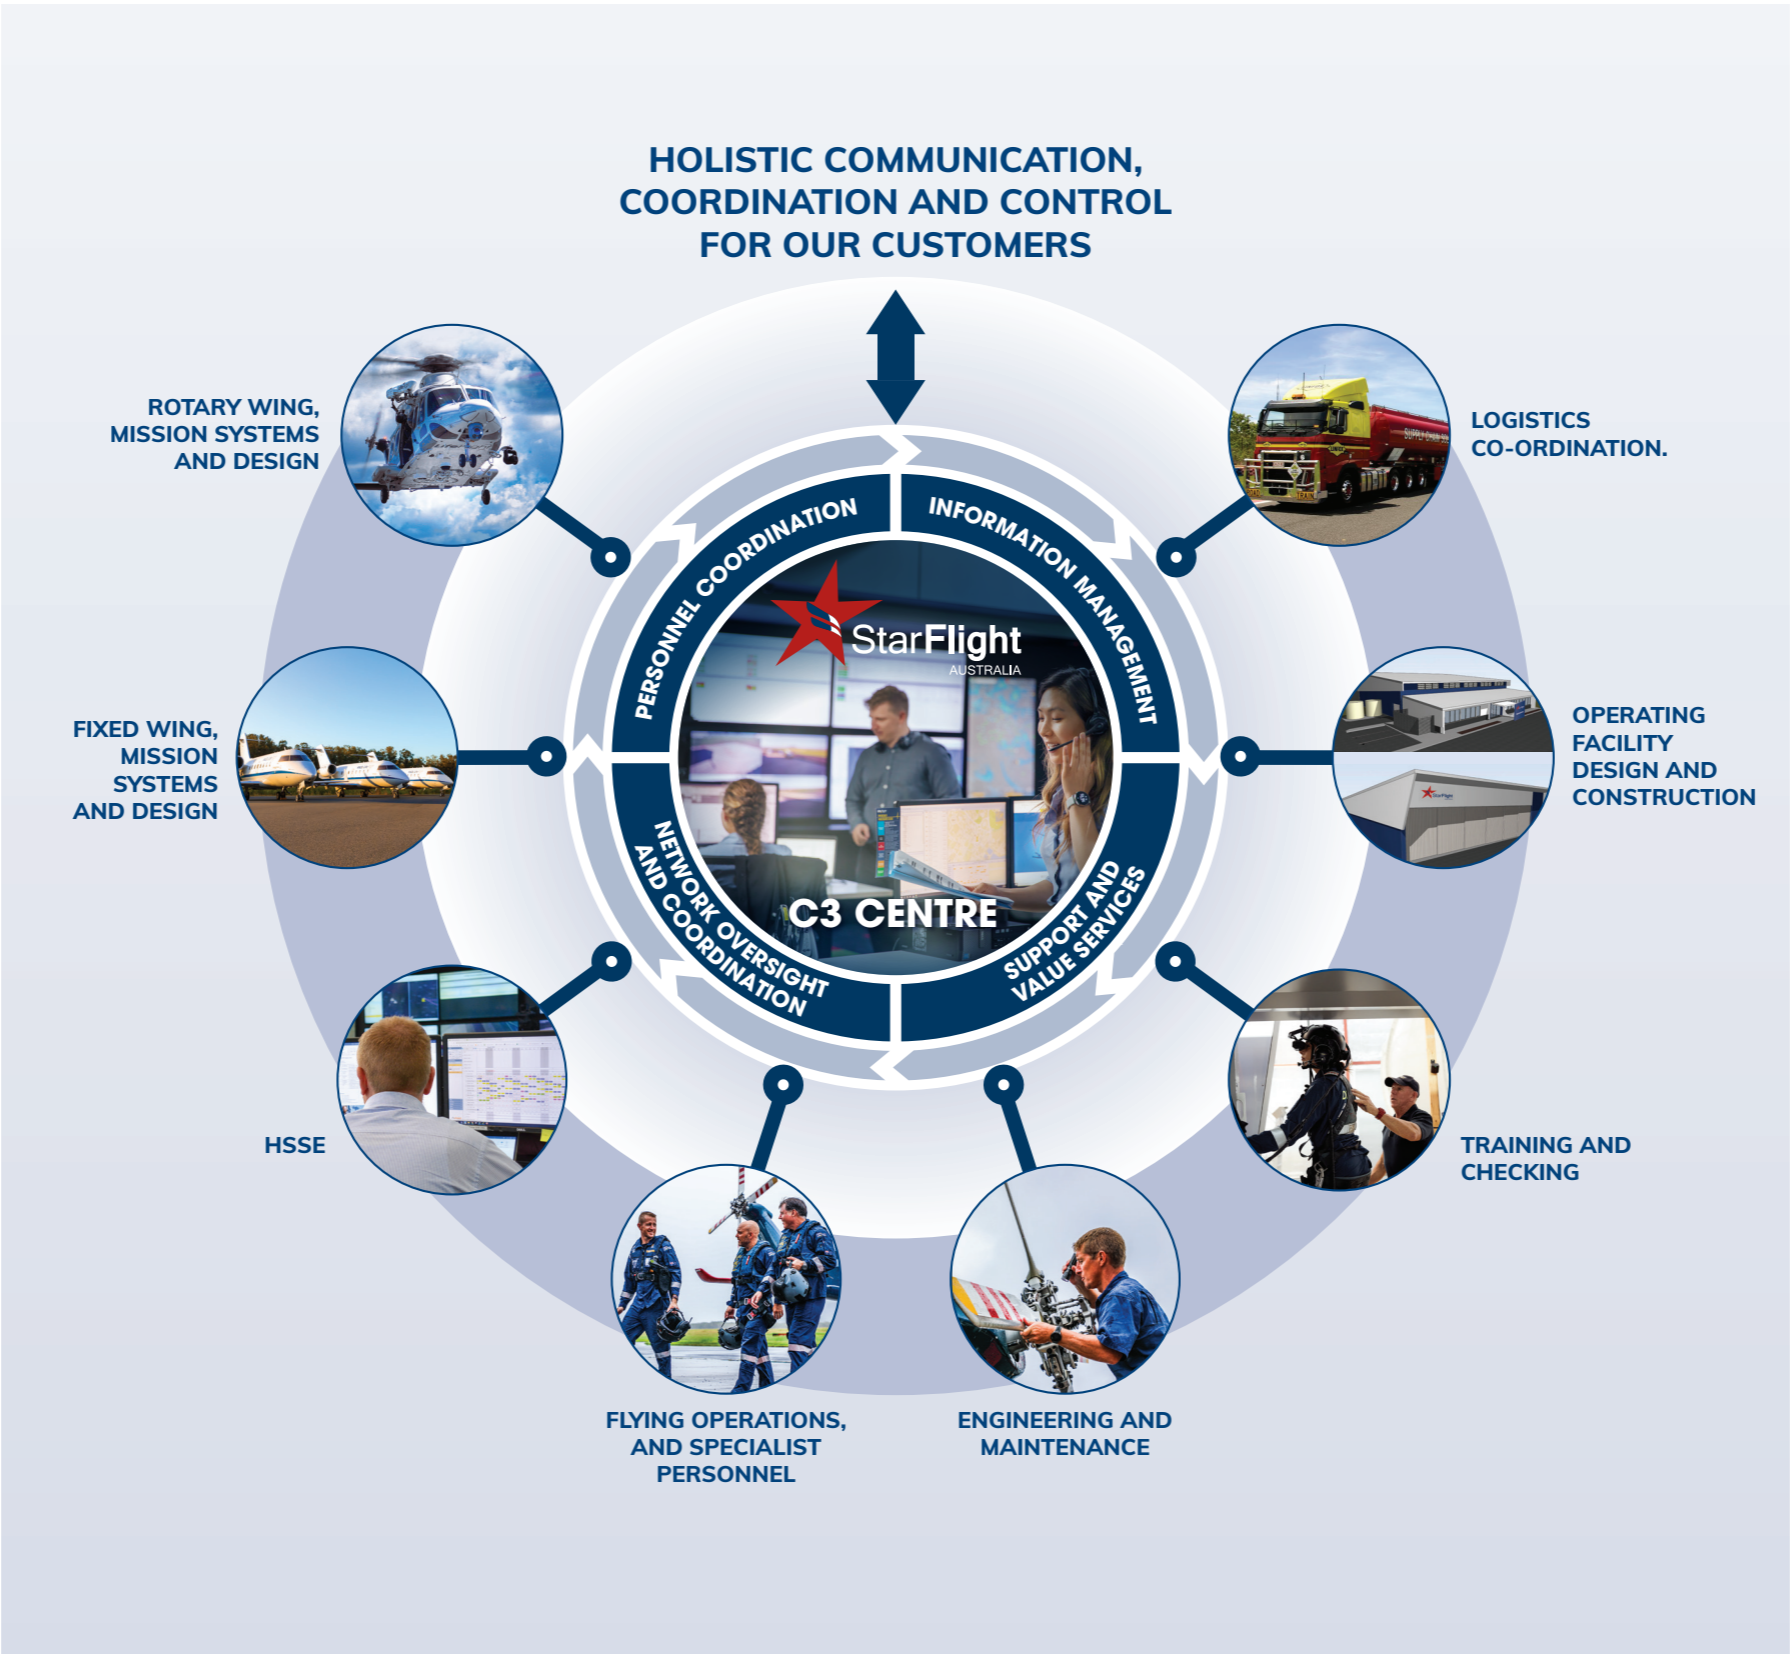 HOLISTIC COMMUNICATION,
COORDINATION AND CONTROL
FOR OUR CUSTOMERS
ROTARY WING,
MISSION SYSTEMS
AND DESIGN
LOGISTICS
CO-ORDINATION.
PERSONNEL COORDINATION
INFORMATION MANAGEMENT
StarFlight
AUSTRALIA
FIXED WING,
MISSION
SYSTEMS
AND DESIGN
OPERATING
FACILITY
DESIGN AND
CONSTRUCTION
StarFlight
NETWORK OVERSIGHT
AND COORDINATION
SUPPORT AND
VALUE SERVICES
C3 CENTRE
HSSE
TRAINING AND
CHECKING
FLYING OPERATIONS,
AND SPECIALIST
PERSONNEL
ENGINEERING AND
MAINTENANCE